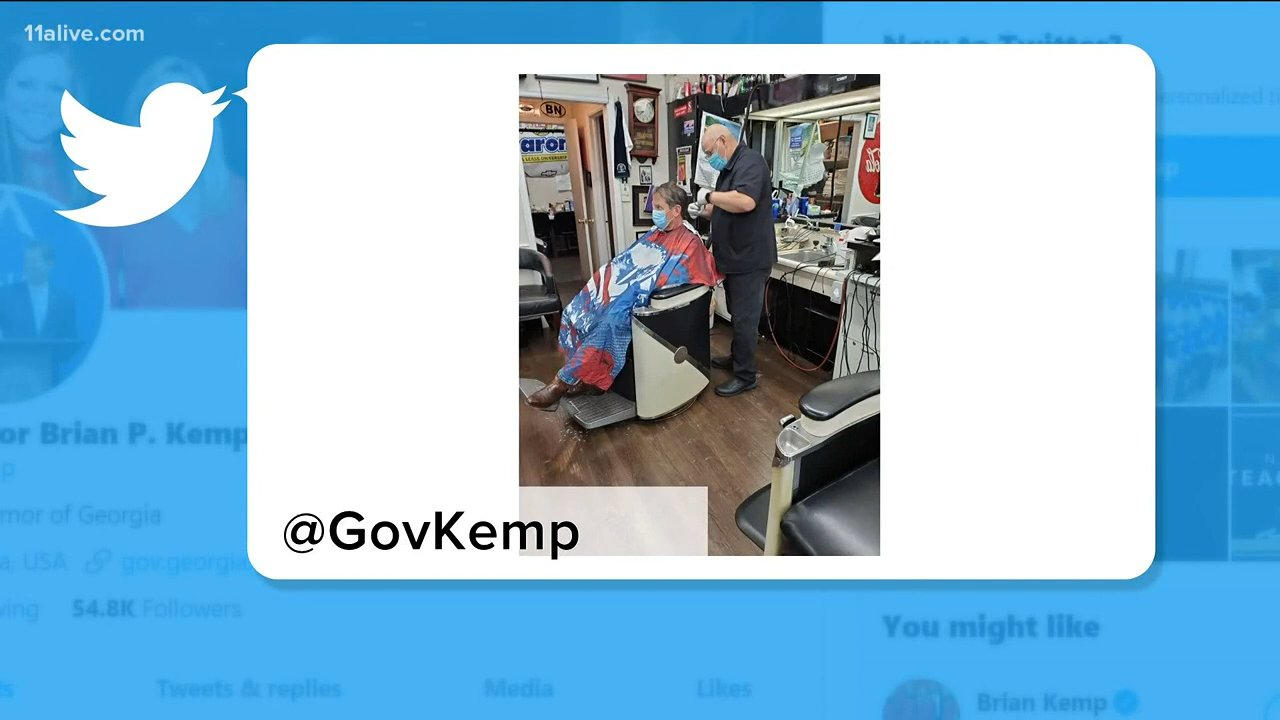 11alive.com
BN
aron
@GovKemp
or Brian P. Kemp
rnor of Georgia
a, USA gov.georgia
54.8K Followers
Tweets & replies
Media
Likes
You might like
Brian Kemp